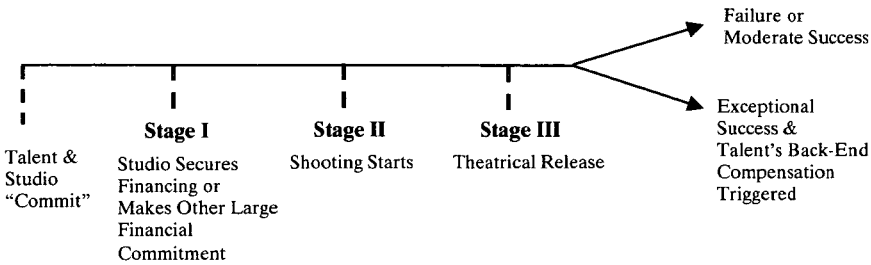 Failure or
Moderate Success
Exceptional
Success &
Talent's Back-End
Compensation
Triggered
Talent &
Studio
“Commit”
Stage I
Studio Secures
Financing or
Makes Other Large
Financial
Commitment
Stage II
Shooting Starts
Stage III
Theatrical Release